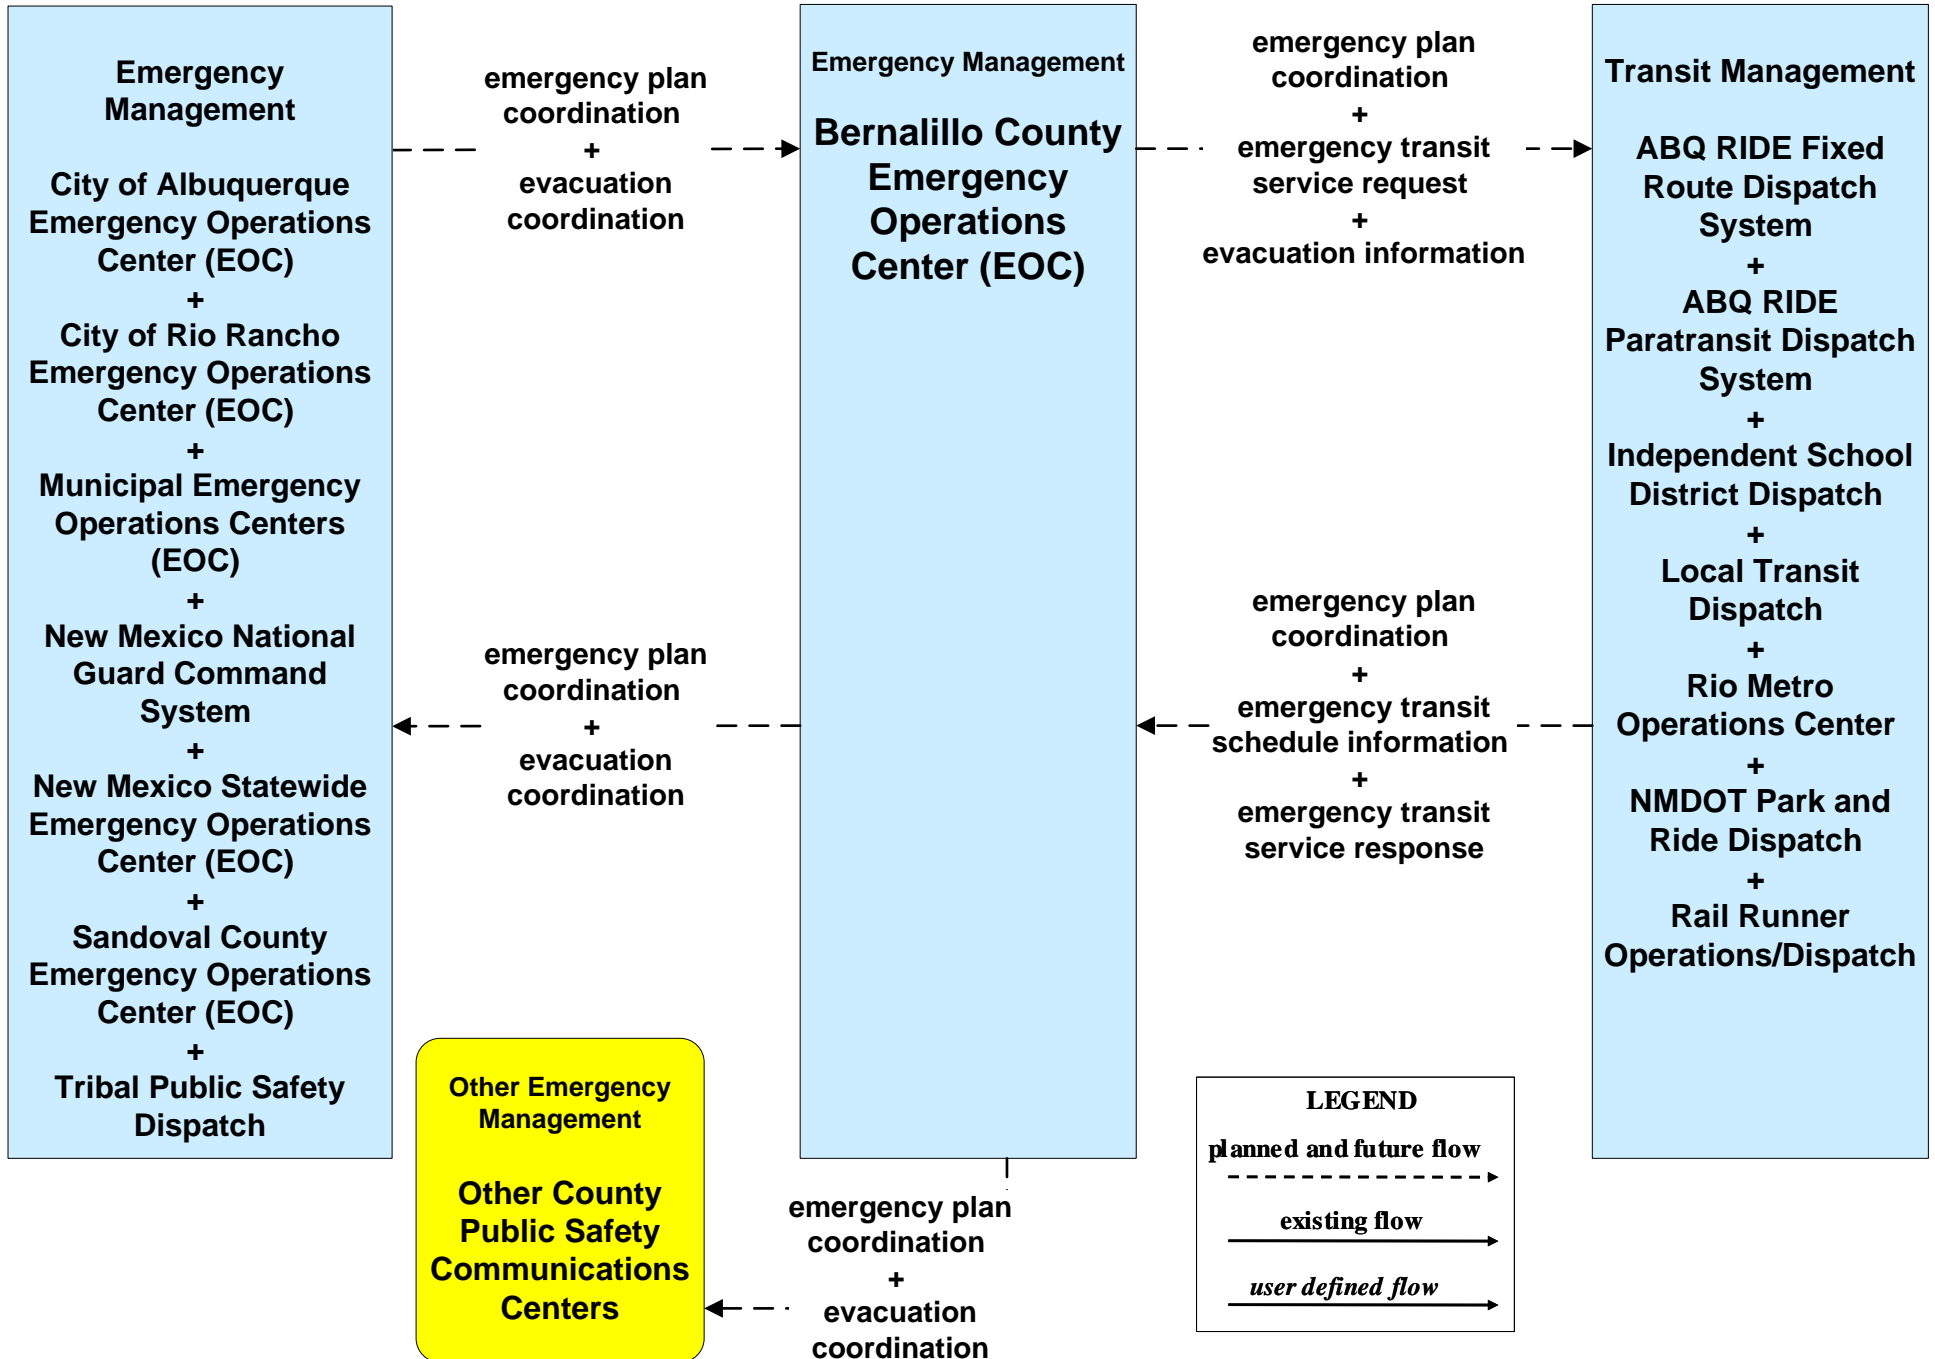 Emergency
Management
City of Albuquerque
Emergency Operations
Center (EOC)
+
City of Rio Rancho
Emergency Operations
Center (EOC)
+
Municipal Emergency
Operations Centers
(EOC)
+
New Mexico National
Guard Command
System
+
New Mexico Statewide
Emergency Operations
Center (EOC)
+
Sandoval County
Emergency Operations
Center (EOC)
+
Tribal Public Safety
Dispatch
emergency plan
coordination
+
evacuation
coordination
emergency plan
coordination
+
evacuation
coordination
Emergency Management
Bernalillo County
Emergency
Operations
Center (EOC)
emergency plan
coordination
+
emergency transit
service request
+
evacuation information
emergency plan
coordination
+
emergency transit
schedule information
+
emergency transit
service response
Transit Management
ABQ RIDE Fixed
Route Dispatch
System
+
ABQ RIDE
Paratransit Dispatch
System
+
Independent School
District Dispatch
+
Local Transit
Dispatch
+
Rio Metro
Operations Center
+
NMDOT Park and
Ride Dispatch
+
Rail Runner
Operations/Dispatch
Other Emergency
Management
Other County
Public Safety
Communications
Centers
emergency plan
coordination
+
evacuation
coordination
LEGEND
planned and future flow
existing flow
user defined flow